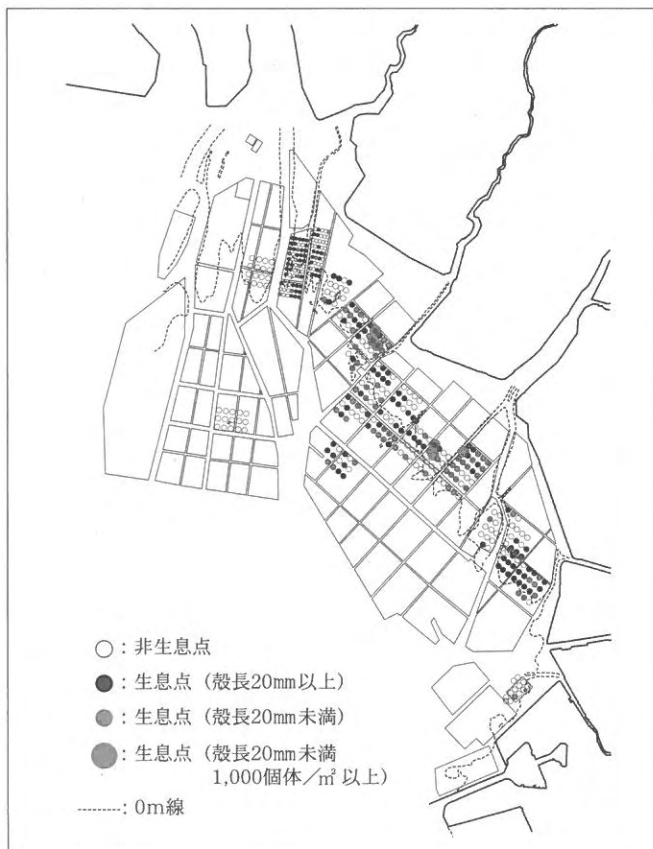 ○：非生息点
●：生息点（殻長20mm以上）
●：生息点（殻長20mm未満）
●：生息点（殻長20mm未満
1,000個体／㎡以上）
-------：0m線